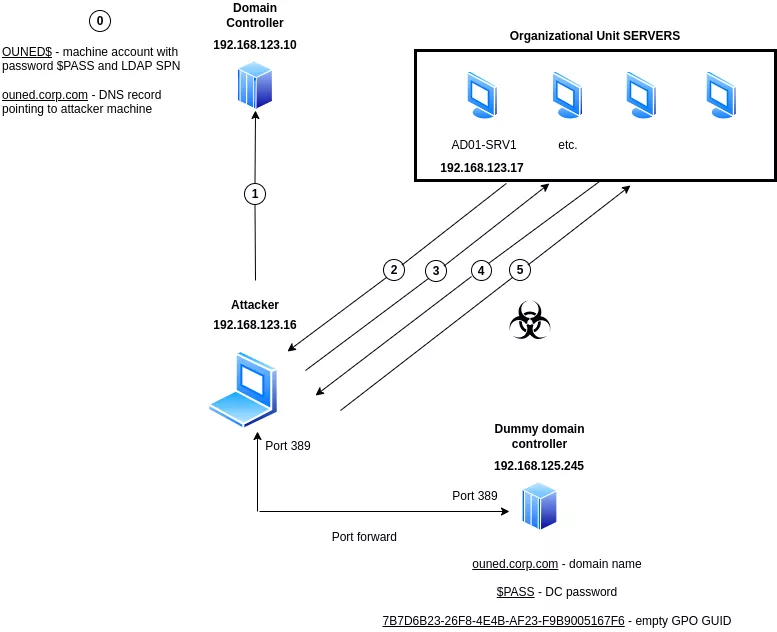 0
OUNED$ - machine account with
password $PASS and LDAP SPN
ouned.corp.com - DNS record
pointing to attacker machine
Domain
Controller
192.168.123.10
Organizational Unit SERVERS
AD01-SRV1
etc.
192.168.123.17
1
2
3
4
5
Attacker
192.168.123.16
Port 389
Dummy domain
controller
192.168.125.245
Port 389
Port forward
ouned.corp.com - domain name
$PASS - DC password
7B7D6B23-26F8-4E4B-AF23-F9B9005167F6 - empty GPO GUID